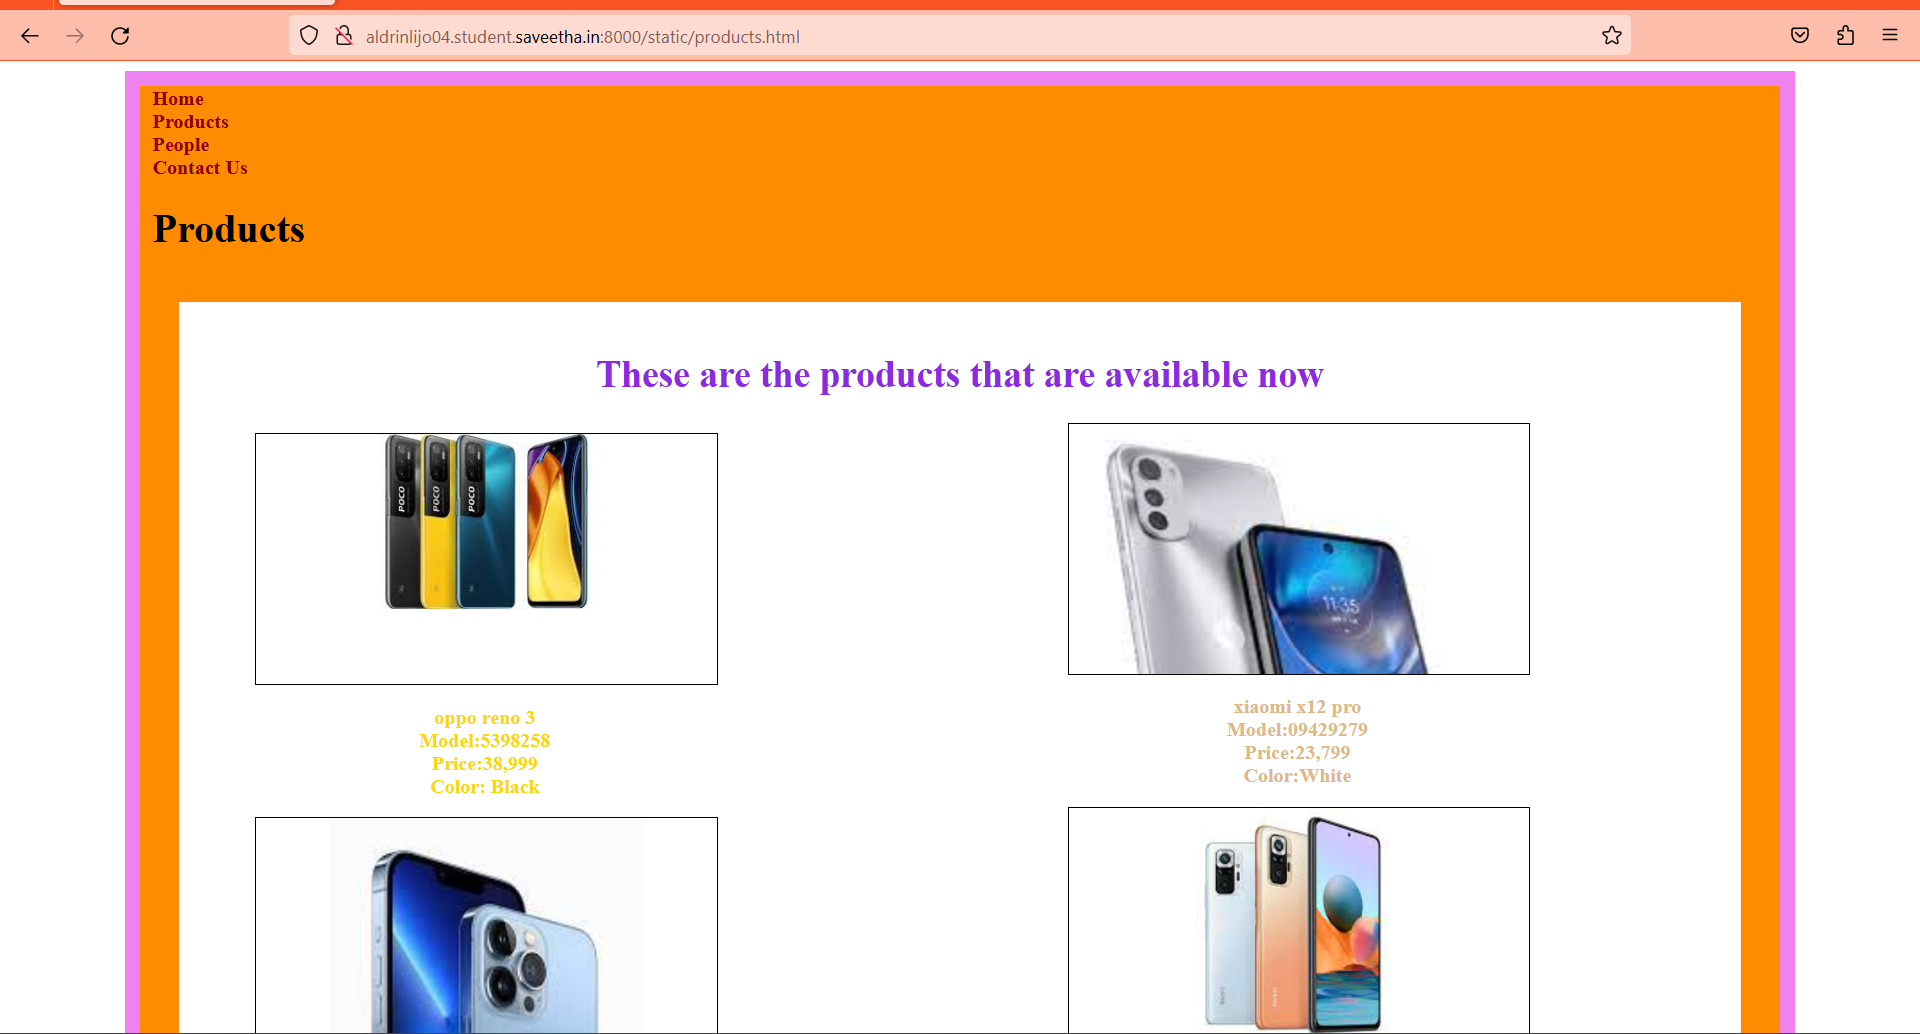 aldrinlijo04.student.saveetha.in:8000/static/products.html
Home
Products
People
Contact Us
Products
These are the products that are available now
POCO POCO POCO
11:35
oppo reno 3
Model:5398258
Price:38,999
Color: Black
xiaomi x12 pro
Model:09429279
Price:23,799
Color:White